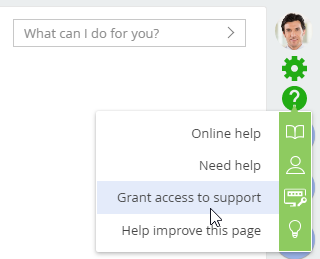 What can I do for you?
Online help
Need help
Grant access to support
Help improve this page